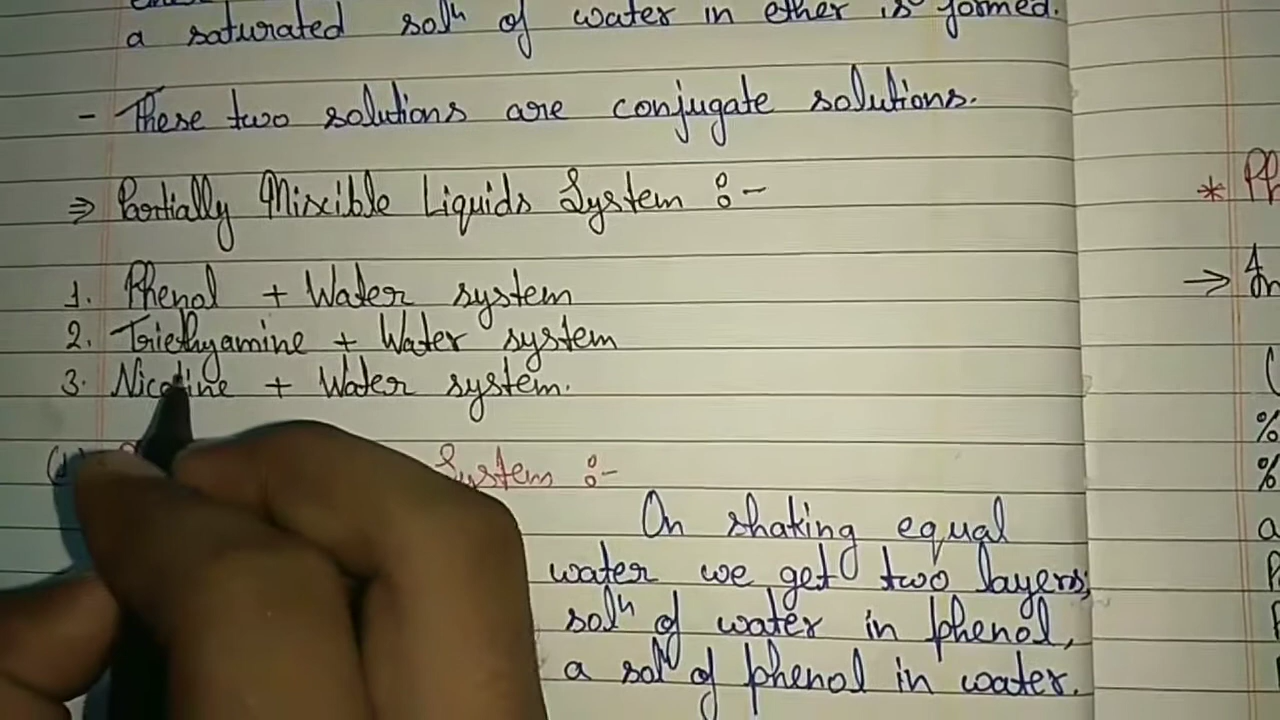 a saturated solⁿ of water in ether is formed.
- These two solutions are conjugate solutions.
⇒ Partially Mixcible Liquids System :-
1. Phenol + Water system
2. Triethyamine + Water system
3. Nicotine + Water system.
System :-
On shaking equal
water we get two layers,
solⁿ of water in phenol,
a solⁿ of phenol in water.
*
→ In
(
%
%
a